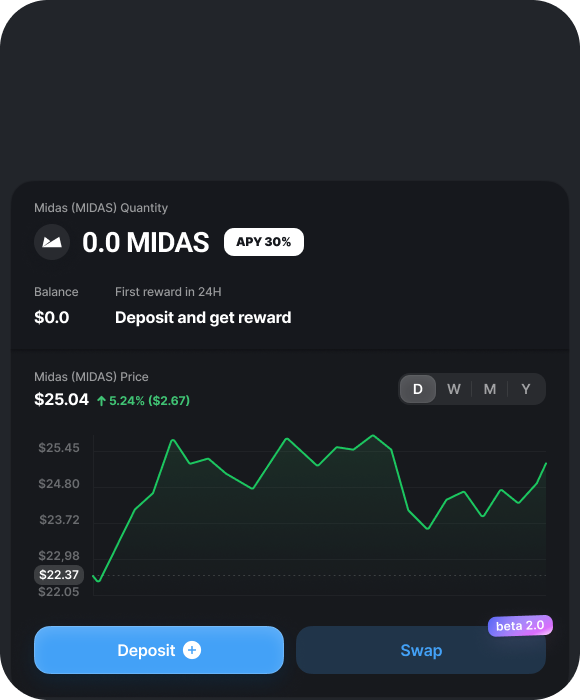 Midas (MIDAS) Quantity
0.0 MIDAS APY 30%
Balance First reward in 24H
$0.0 Deposit and get reward
Midas (MIDAS) Price
$25.04 ↑ 5.24% ($2.67)
D W M Y
$25.45
$24.80
$23.72
$22,98
$22.37
$22.05
beta 2.0
Deposit Swap